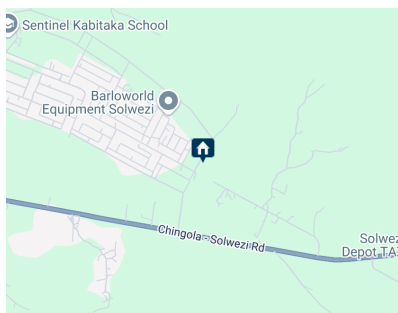 Sentinel Kabitaka School
Barloworld
Equipment Solwezi
Chingola - Solwezi Rd
Solwez
Depot TA